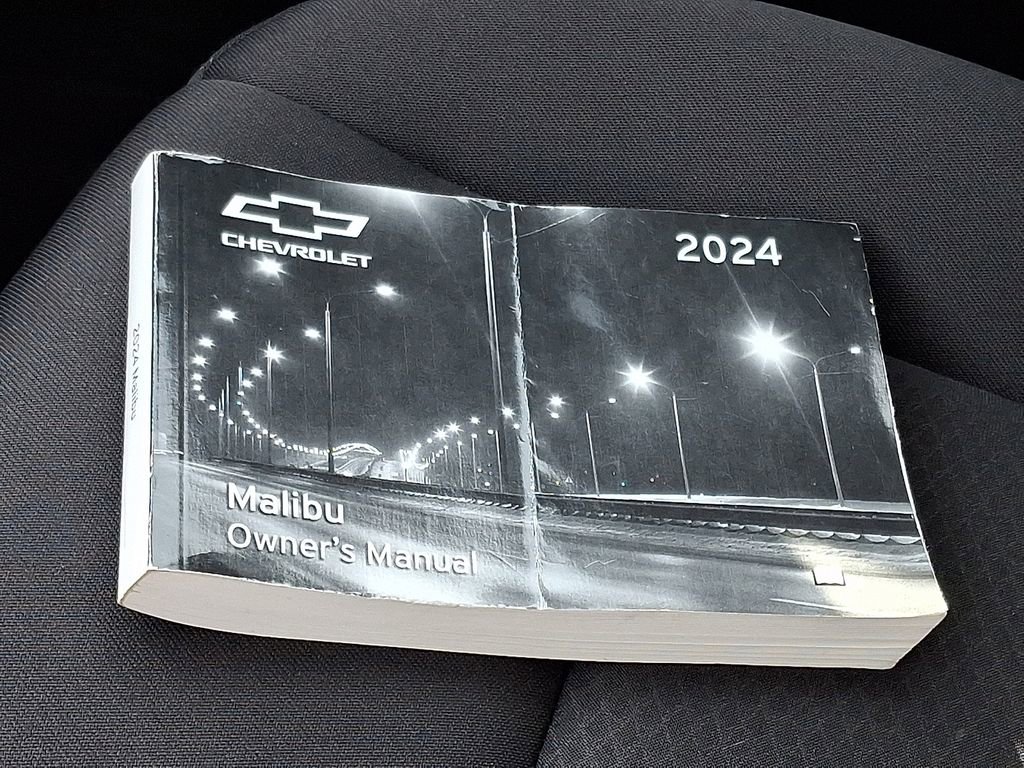 CHEVROLET
2024
Malibu
Owner's Manual
2024 Malibu